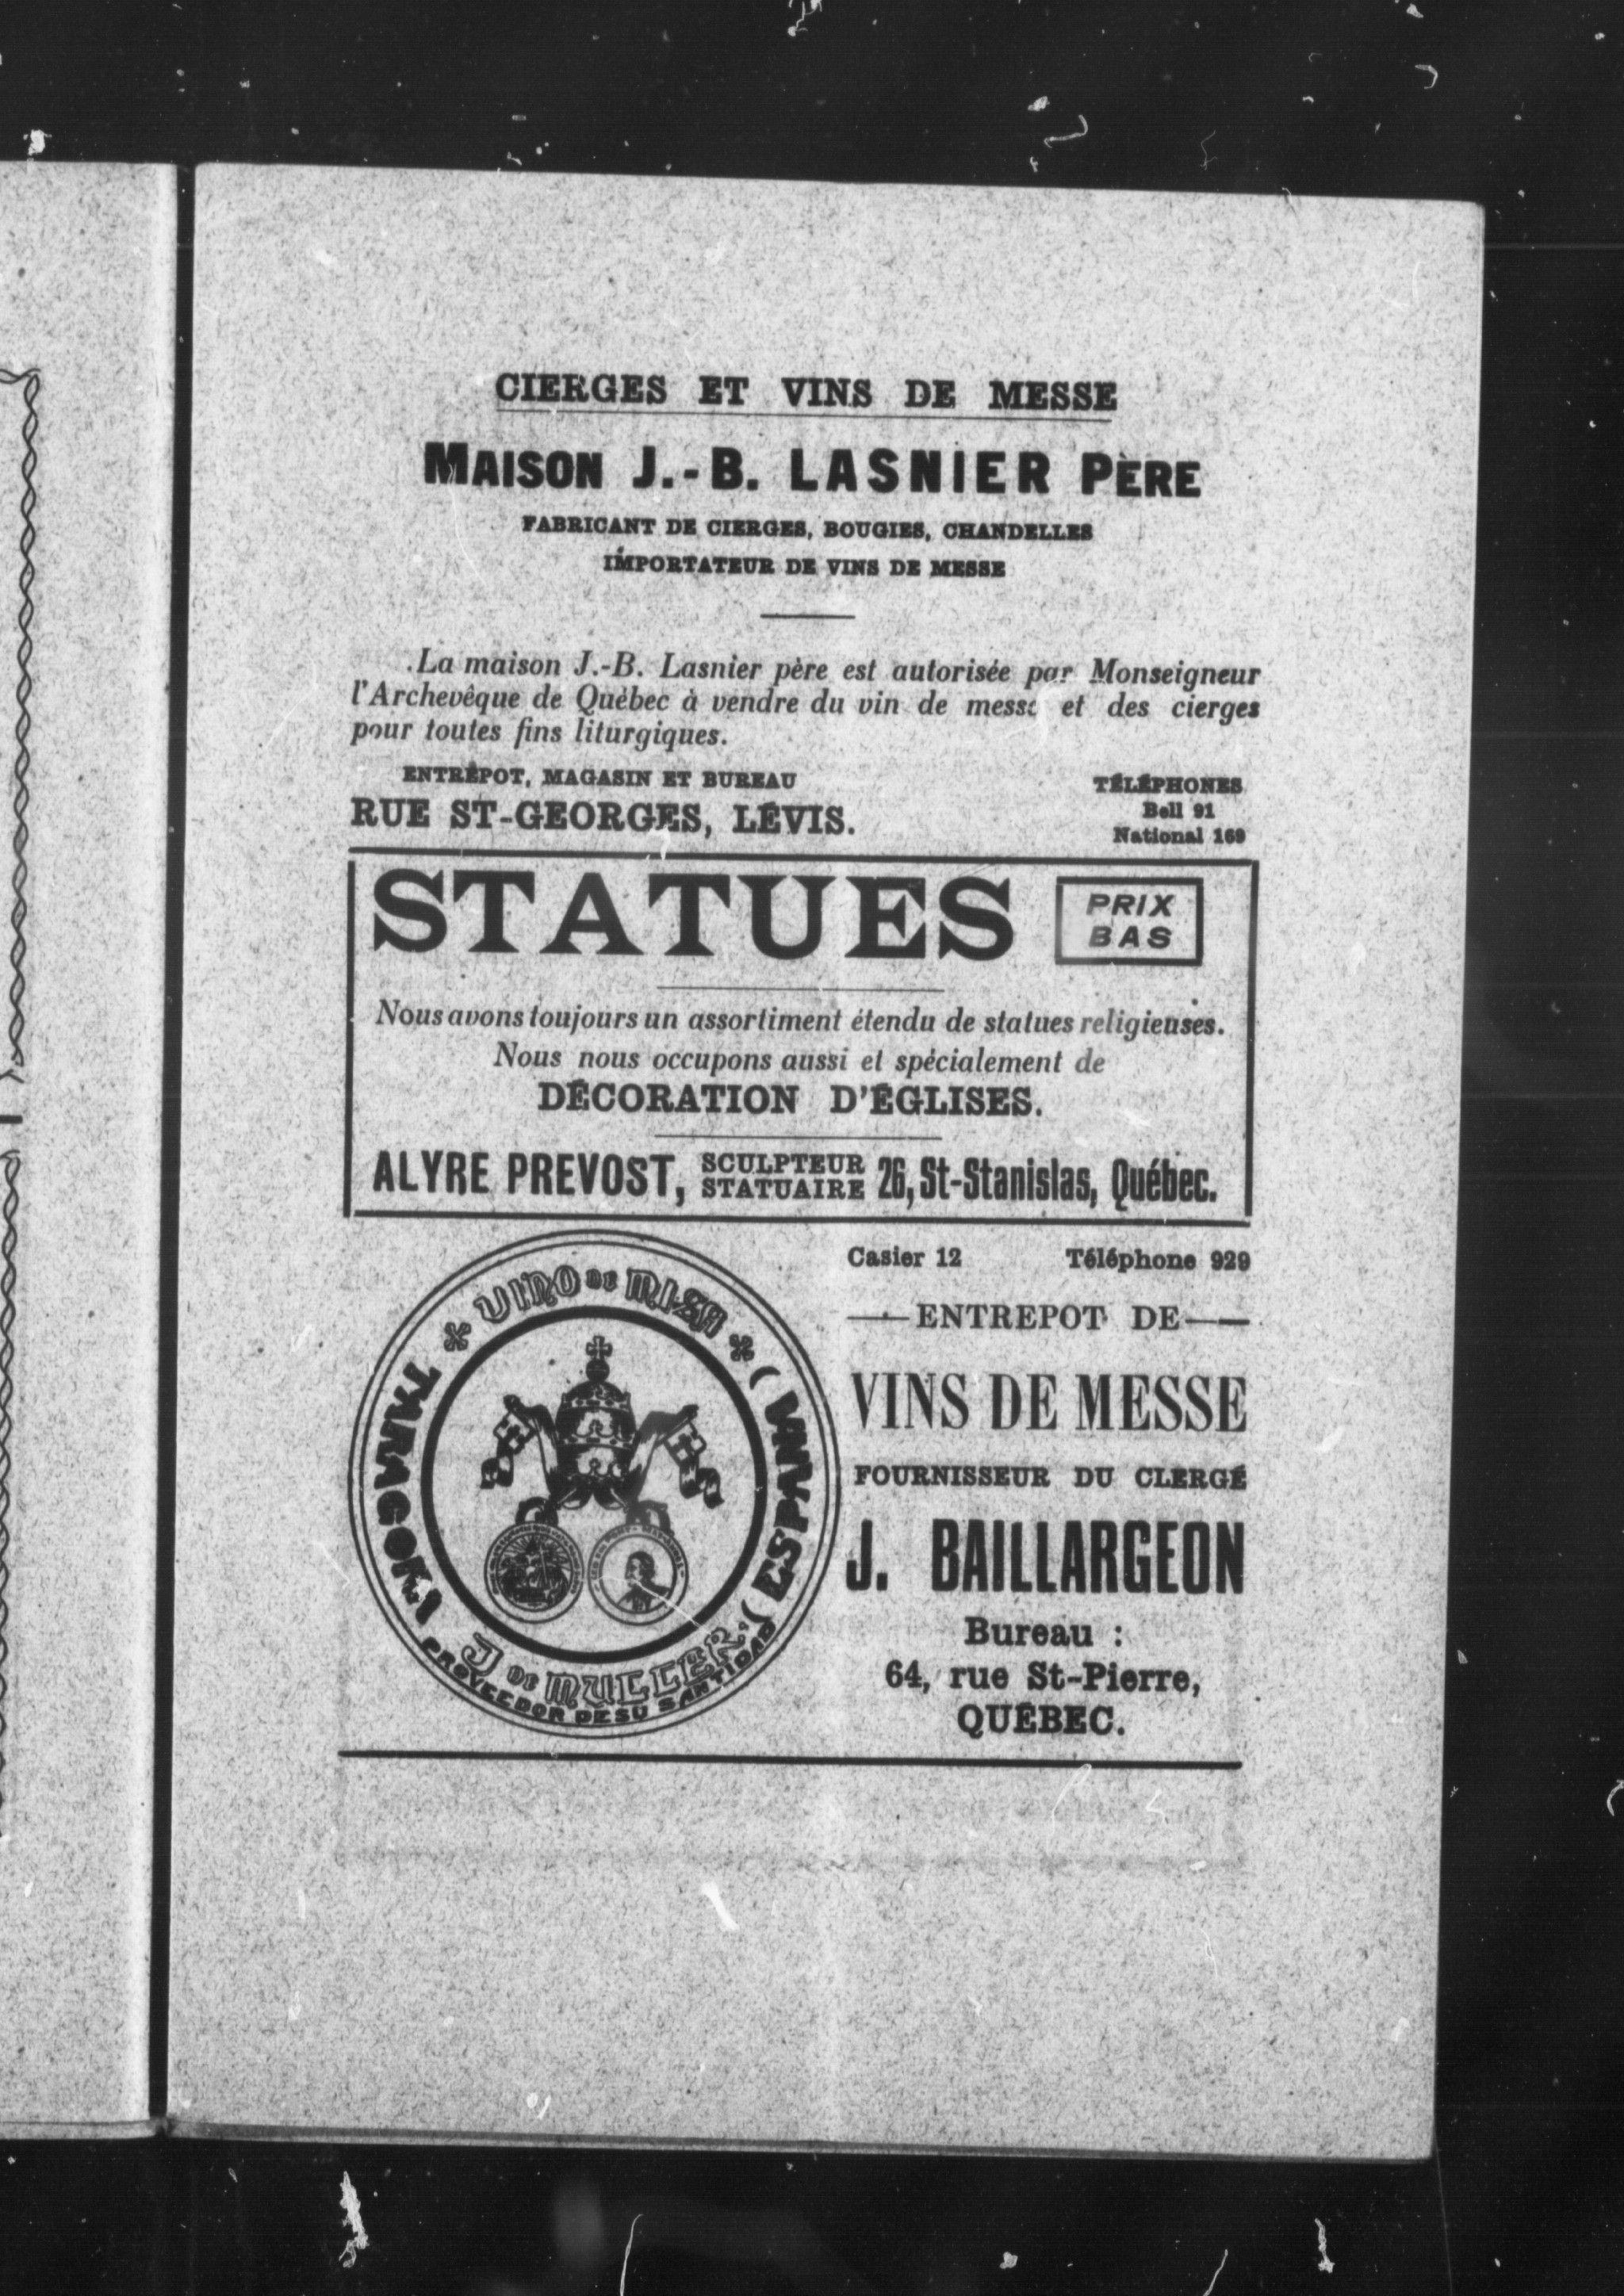 CIERGES ET VINS DE MESSE
MAISON J.-B. LASNIER PÈRE
FABRICANT DE CIERGES, BOUGIES, CHANDELLES
IMPORTATEUR DE VINS DE MESSE
La maison J.-B. Lasnier père est autorisée par Monseigneur
l'Archevêque de Québec à vendre du vin de messe et des cierges
pour toutes fins liturgiques.
ENTREPOT, MAGASIN ET BUREAU
RUE ST-GEORGES, LÉVIS.
TÉLÉPHONES
Bell 91
National 169
STATUES
PRIX
BAS
Nous avons toujours un assortiment étendu de statues religieuses.
Nous nous occupons aussi et spécialement de
DÉCORATION D'ÉGLISES.
ALYRE PREVOST, SCULPTEUR STATUAIRE 26, St-Stanislas, Québec.
VINO DE MISA
TARAGONA
(ESPAÑA)
J DE MULLER
PROVEEDOR DE SU SANTIDAD
Casier 12 Téléphone 929
—ENTREPOT DE—
VINS DE MESSE
FOURNISSEUR DU CLERGÉ
J. BAILLARGEON
Bureau :
64, rue St-Pierre,
QUÉBEC.